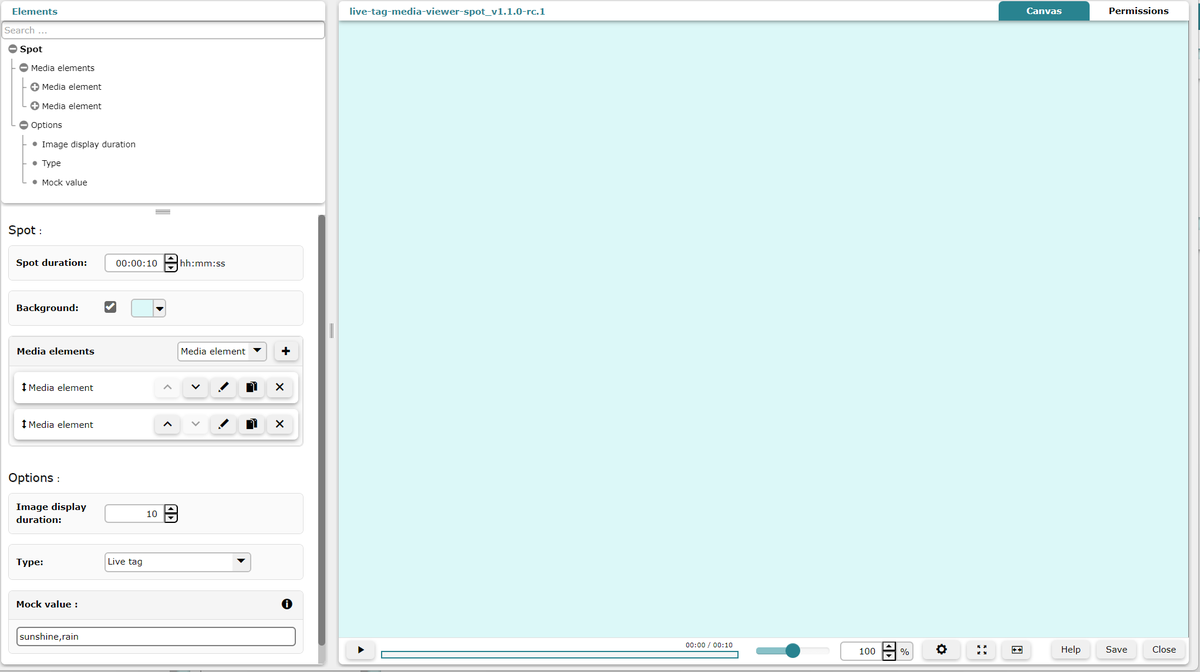 Elements
Search ...
Spot
Media elements
Media element
Media element
Options
Image display duration
Type
Mock value
Spot :
Spot duration: 00:00:10 hh:mm:ss
Background:
Media elements Media element
Media element
Media element
Options :
Image display
duration: 10
Type: Live tag
Mock value :
sunshine,rain
live-tag-media-viewer-spot_v1.1.0-rc.1 Canvas Permissions
00:00 / 00:10
100 % Help Save Close